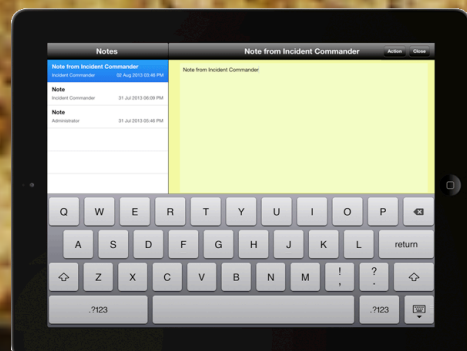 Notes
Note from Incident Commander
Action
Close
Note from Incident Commander
Incident Commander 02 Aug 2013 03:46 PM
Note
Incident Commander 31 Jul 2013 06:09 PM
Note
Administrator 31 Jul 2013 05:40 PM
Note from Incident Commander
Q W E R T Y U I O P
A S D F G H J K L return
Z X C V B N M ! , ? .
.?123 .?123